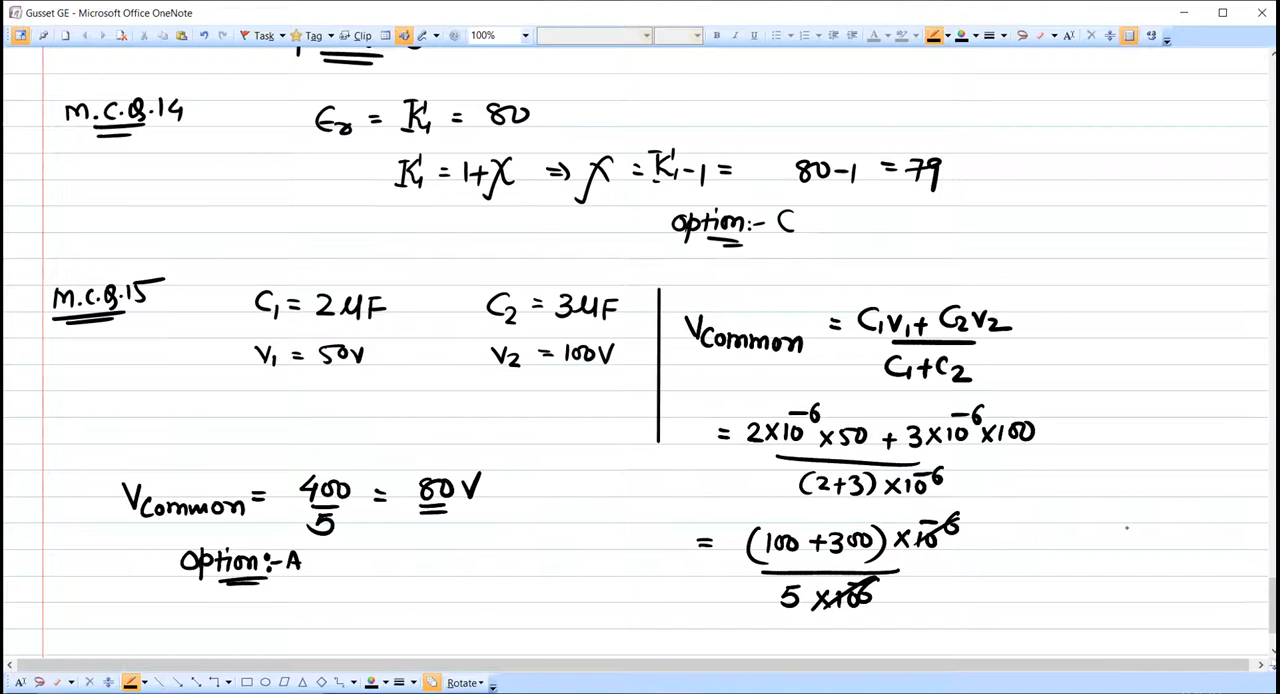 Gusset GE - Microsoft Office OneNote
Task Tag Clip 100% B I U
M.C.Q.14
ϵr = K = 80
K = 1+χ ⇒ χ = K-1 = 80-1 = 79
Option:- C
M.C.Q.15
C1 = 2μF C2 = 3μF
V1 = 50V V2 = 100V
VCommon = C1V1 + C2V2 / C1+C2
= 2×10^-6 ×50 + 3×10^-6 ×100 / (2+3)×10^-6
= (100+300)×10^-6 / 5×10^-6
VCommon = 400/5 = 80V
Option:-A
Rotate